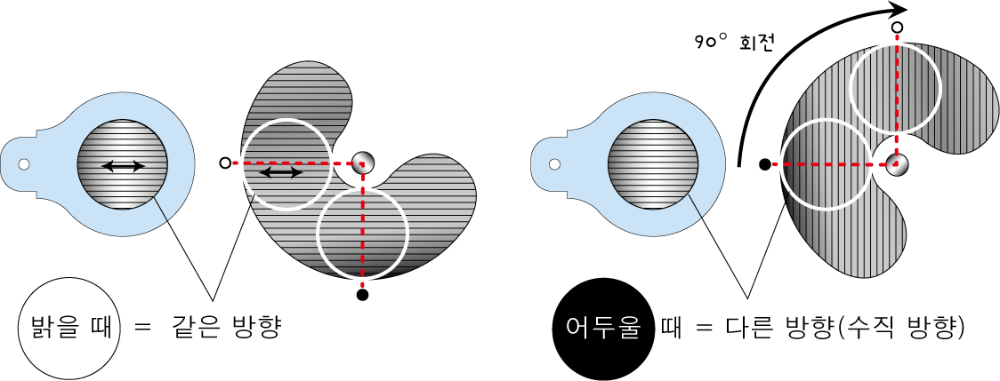 90° 회전
밝을 때 = 같은 방향
어두울 때 = 다른 방향(수직 방향)